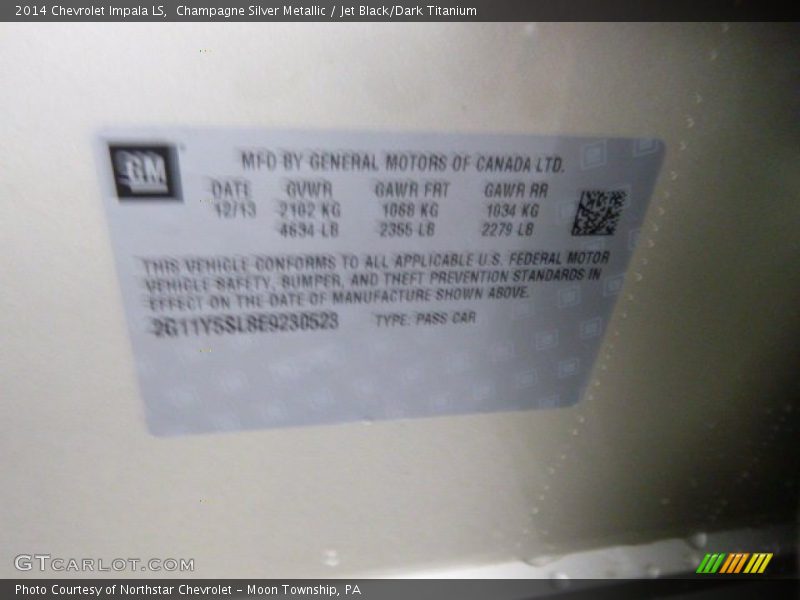 2014 Chevrolet Impala LS,  Champagne Silver Metallic / Jet Black/Dark Titanium
GM
MFD BY GENERAL MOTORS OF CANADA LTD.
DATE GVWR GAWR FRT GAWR RR
12/13 2102 KG 1068 KG 1034 KG
4634 LB 2355 LB 2279 LB
THIS VEHICLE CONFORMS TO ALL APPLICABLE U.S. FEDERAL MOTOR
VEHICLE SAFETY, BUMPER, AND THEFT PREVENTION STANDARDS IN
EFFECT ON THE DATE OF MANUFACTURE SHOWN ABOVE.
2G11Y5SL8E9230523 TYPE: PASS CAR
GTCARLOT.COM
Photo Courtesy of Northstar Chevrolet – Moon Township, PA